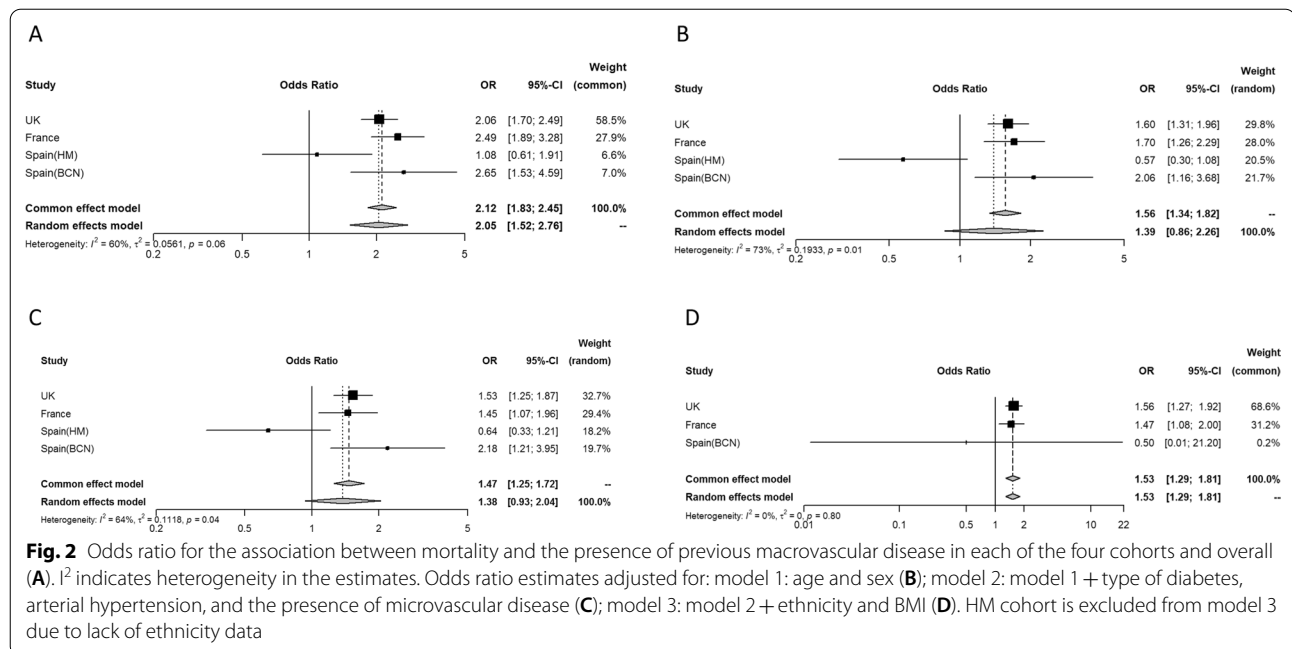 A
Weight
Study Odds Ratio OR 95%-CI (common)
UK 2.06 [1.70; 2.49] 58.5%
France 2.49 [1.89; 3.28] 27.9%
Spain(HM) 1.08 [0.61; 1.91] 6.6%
Spain(BCN) 2.65 [1.53; 4.59] 7.0%
Common effect model 2.12 [1.83; 2.45] 100.0%
Random effects model 2.05 [1.52; 2.76] --
Heterogeneity: I² = 60%, τ² = 0.0561, p = 0.06
0.2 0.5 1 2 5
B
Weight
Study Odds Ratio OR 95%-CI (random)
UK 1.60 [1.31; 1.96] 29.8%
France 1.70 [1.26; 2.29] 28.0%
Spain(HM) 0.57 [0.30; 1.08] 20.5%
Spain(BCN) 2.06 [1.16; 3.68] 21.7%
Common effect model 1.56 [1.34; 1.82] --
Random effects model 1.39 [0.86; 2.26] 100.0%
Heterogeneity: I² = 73%, τ² = 0.1933, p = 0.01
0.2 0.5 1 2 5
C
Weight
Study Odds Ratio OR 95%-CI (random)
UK 1.53 [1.25; 1.87] 32.7%
France 1.45 [1.07; 1.96] 29.4%
Spain(HM) 0.64 [0.33; 1.21] 18.2%
Spain(BCN) 2.18 [1.21; 3.95] 19.7%
Common effect model 1.47 [1.25; 1.72] --
Random effects model 1.38 [0.93; 2.04] 100.0%
Heterogeneity: I² = 64%, τ² = 0.1118, p = 0.04
0.2 0.5 1 2 5
D
Weight
Study Odds Ratio OR 95%-CI (common)
UK 1.56 [1.27; 1.92] 68.6%
France 1.47 [1.08; 2.00] 31.2%
Spain(BCN) 0.50 [0.01; 21.20] 0.2%
Common effect model 1.53 [1.29; 1.81] 100.0%
Random effects model 1.53 [1.29; 1.81] --
Heterogeneity: I² = 0%, τ² = 0, p = 0.80
0.01 0.1 0.5 1 2 10 22
Fig. 2 Odds ratio for the association between mortality and the presence of previous macrovascular disease in each of the four cohorts and overall
(A). I² indicates heterogeneity in the estimates. Odds ratio estimates adjusted for: model 1: age and sex (B); model 2: model 1 + type of diabetes,
arterial hypertension, and the presence of microvascular disease (C); model 3: model 2 + ethnicity and BMI (D). HM cohort is excluded from model 3
due to lack of ethnicity data